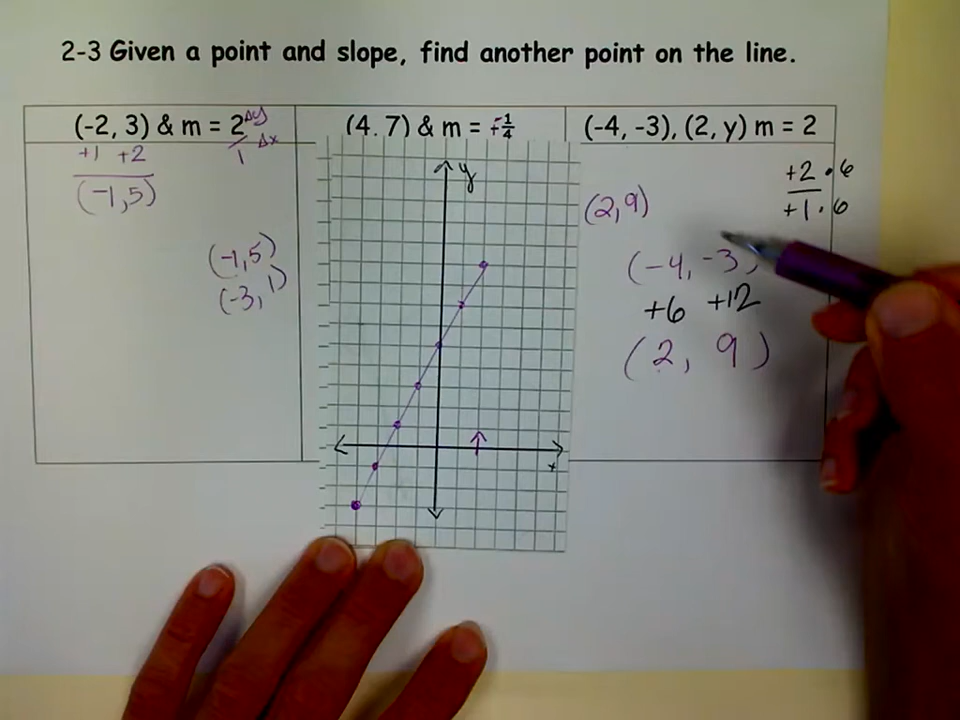 2-3 Given a point and slope, find another point on the line.
(-2, 3) & m = 2 Δy
/1 Δx
+1 +2
(-1,5)
(-1,5)
(-3,1)
(4. 7) & m = -1/4
y
x
(-4, -3), (2, y) m = 2
+2 • 6
+1 • 6
(2,9)
(-4, -3)
+6 +12
(2, 9)